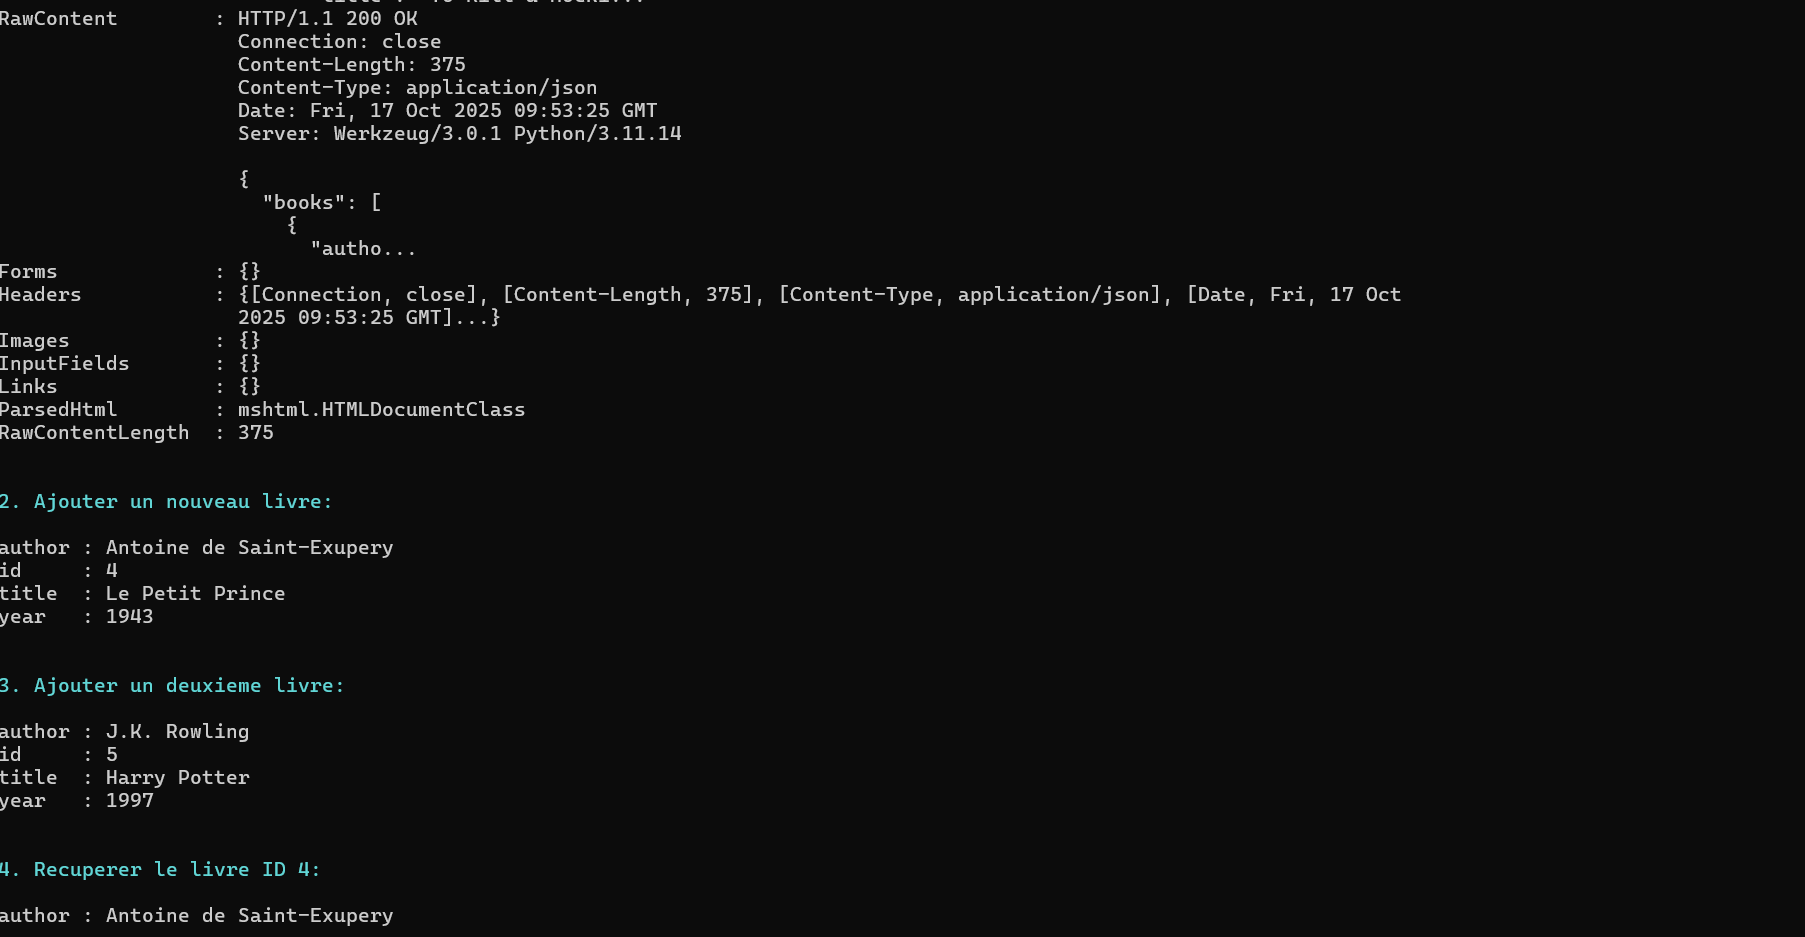 RawContent        : HTTP/1.1 200 OK
                    Connection: close
                    Content-Length: 375
                    Content-Type: application/json
                    Date: Fri, 17 Oct 2025 09:53:25 GMT
                    Server: Werkzeug/3.0.1 Python/3.11.14

                    {
                      "books": [
                        {
                          "autho...
Forms             : {}
Headers           : {[Connection, close], [Content-Length, 375], [Content-Type, application/json], [Date, Fri, 17 Oct
                    2025 09:53:25 GMT]...}
Images            : {}
InputFields       : {}
Links             : {}
ParsedHtml        : mshtml.HTMLDocumentClass
RawContentLength  : 375

2. Ajouter un nouveau livre:

author : Antoine de Saint-Exupery
id     : 4
title  : Le Petit Prince
year   : 1943

3. Ajouter un deuxieme livre:

author : J.K. Rowling
id     : 5
title  : Harry Potter
year   : 1997

4. Recuperer le livre ID 4:

author : Antoine de Saint-Exupery